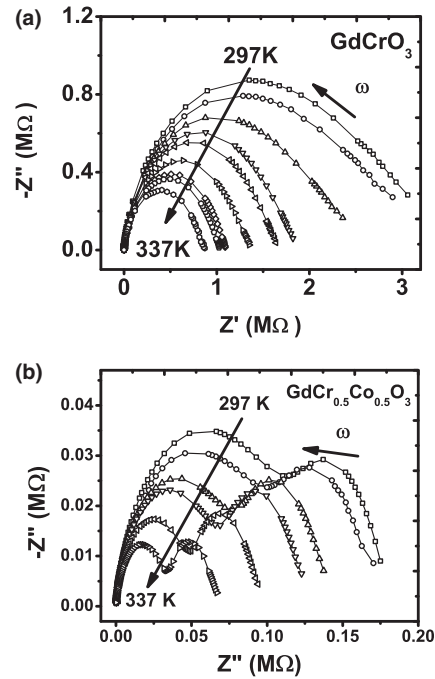 (a)
297K
GdCrO₃
ω
337K
-Z" (MΩ)
1.2
0.8
0.4
0.0
0 1 2 3
Z' (MΩ)
(b)
297 K
GdCr₀.₅Co₀.₅O₃
ω
337 K
-Z" (MΩ)
0.04
0.03
0.02
0.01
0.00
0.00 0.05 0.10 0.15 0.20
Z" (MΩ)